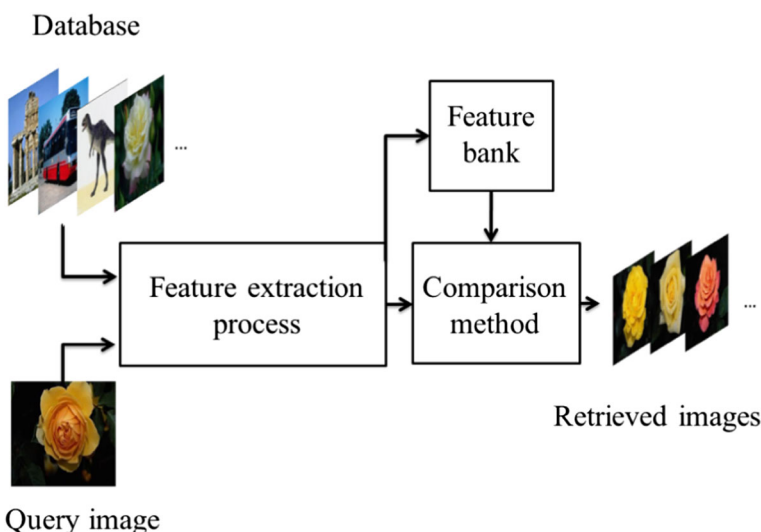 Database
...
Feature
bank
Feature extraction
process
Comparison
method
...
Retrieved images
Query image